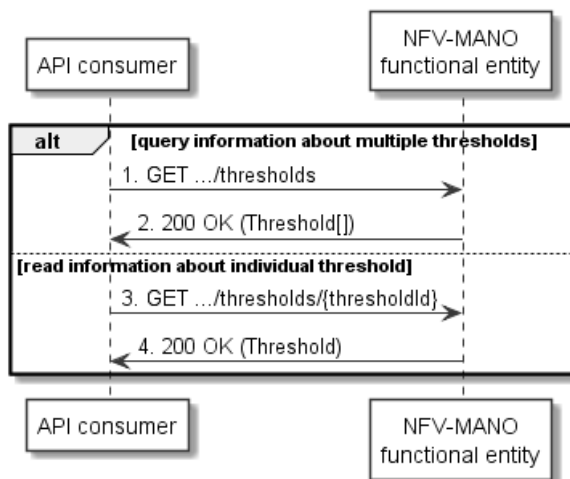 API consumer
NFV-MANO
functional entity
alt
[query information about multiple thresholds]
1. GET .../thresholds
2. 200 OK (Threshold[])
[read information about individual threshold]
3. GET .../thresholds/{thresholdId}
4. 200 OK (Threshold)
API consumer
NFV-MANO
functional entity